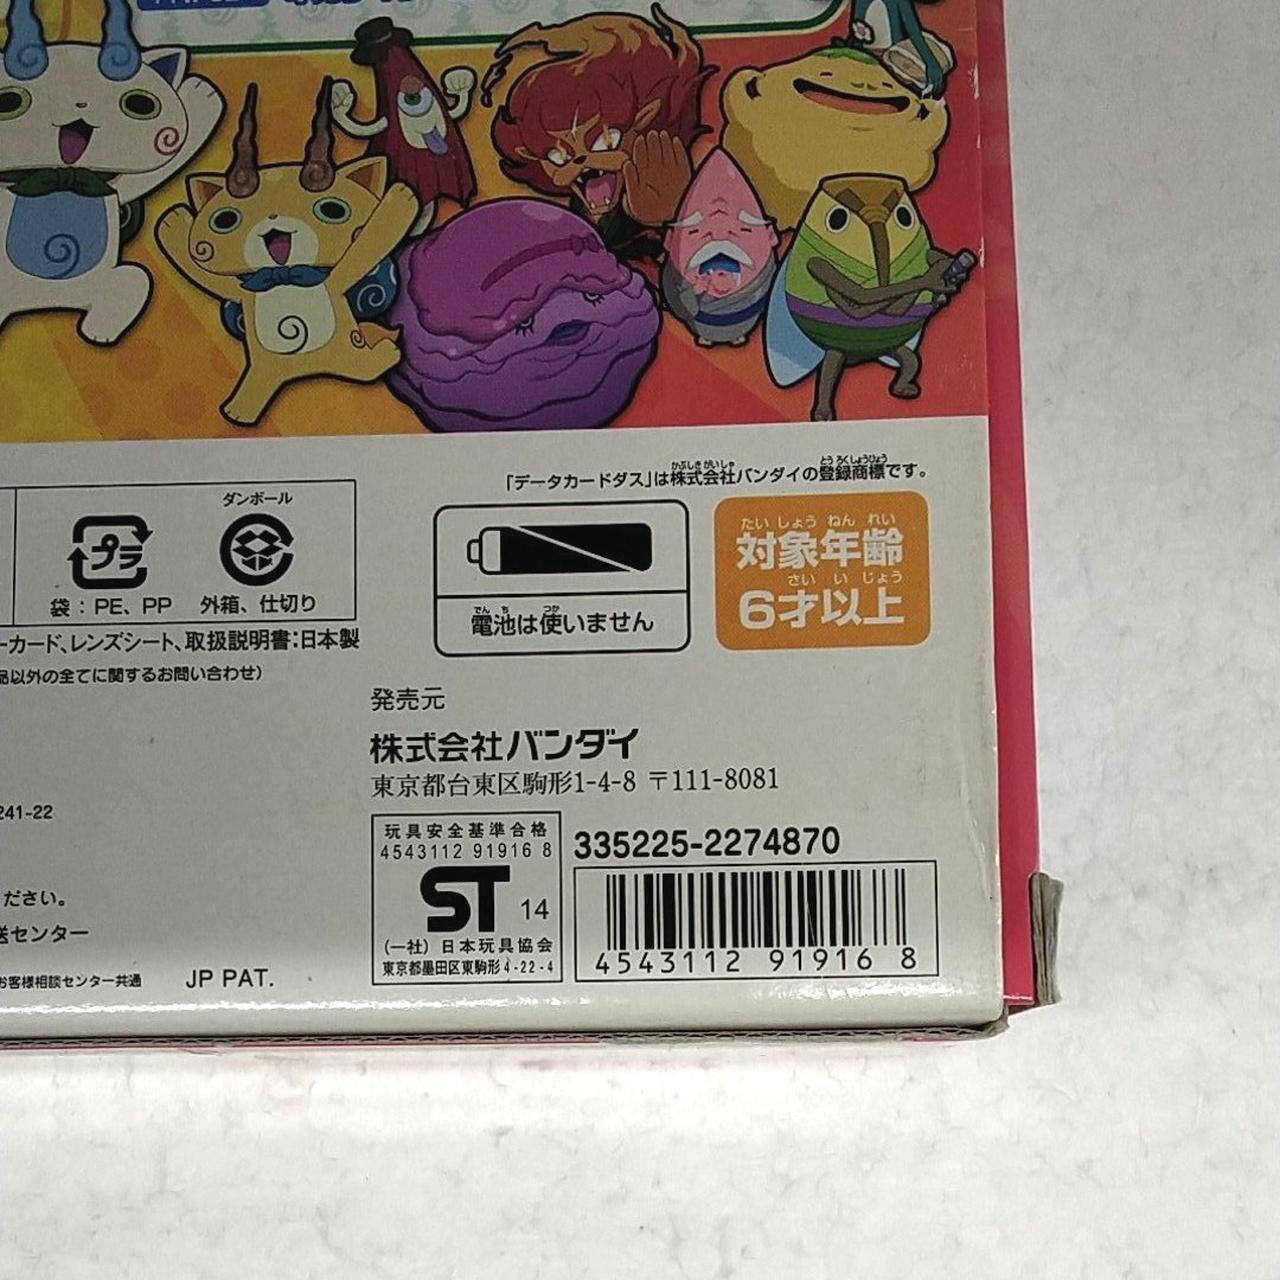 「データカードダス」は株式会社バンダイの登録商標です。
ダンボール
プラ
袋：PE、PP
外箱、仕切り
電池は使いません
対象年齢
6才以上
ーカード、レンズシート、取扱説明書：日本製
品以外の全てに関するお問い合わせ）
発売元
株式会社バンダイ
東京都台東区駒形1-4-8 〒111-8081
241-22
玩具安全基準合格
4543112 91916 8
ST 14
(一社) 日本玩具協会
東京都墨田区東駒形4-22-4
335225-2274870
4543112 91916 8
ださい。
送センター
お客様相談センター共通
JP PAT.